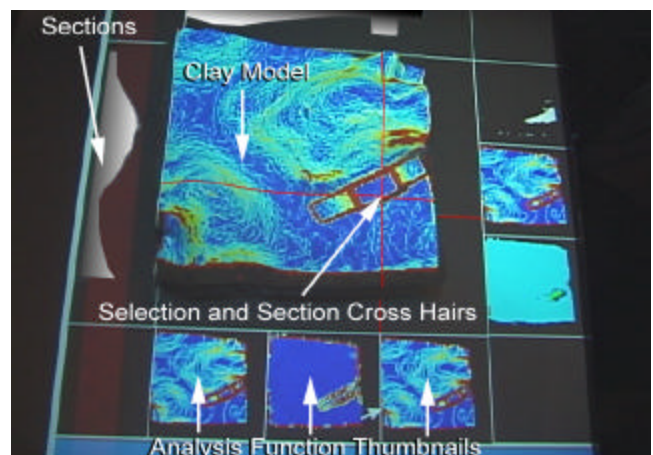 Sections
Clay Model
Selection and Section Cross Hairs
Analysis Function Thumbnails